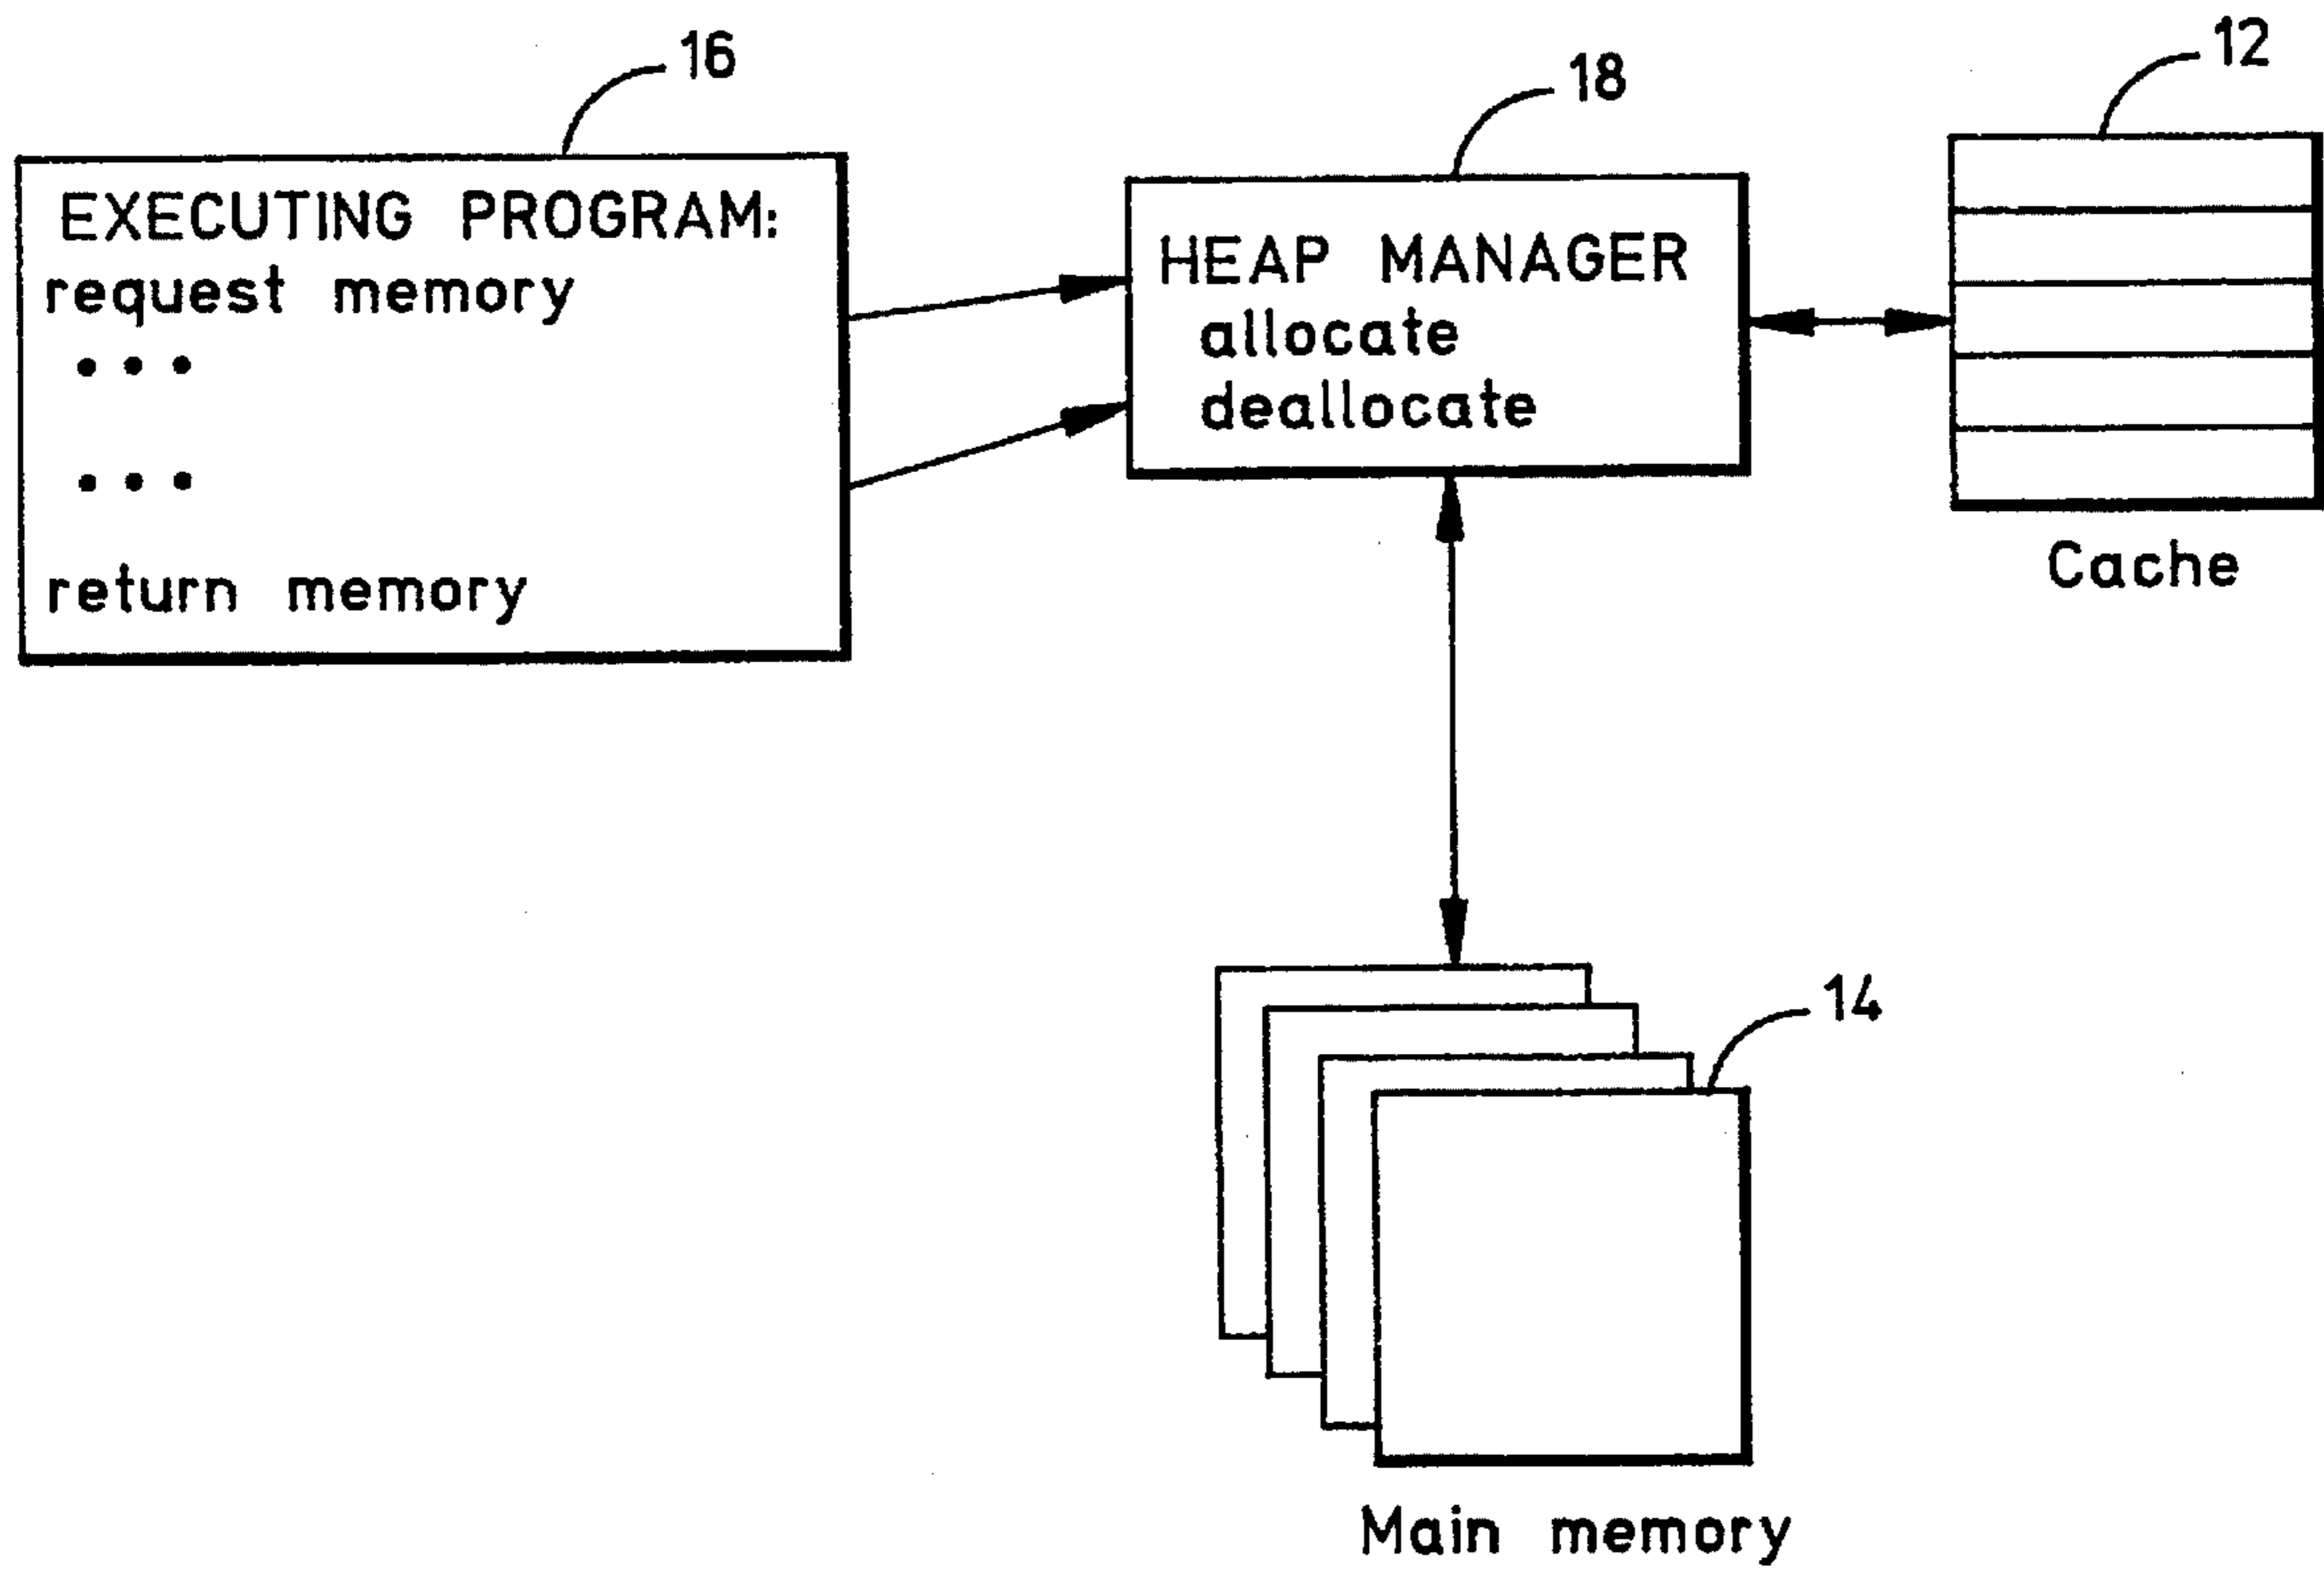 16
EXECUTING PROGRAM:
request memory
• • •
• • •
return memory
18
HEAP MANAGER
allocate
deallocate
12
Cache
14
Main memory